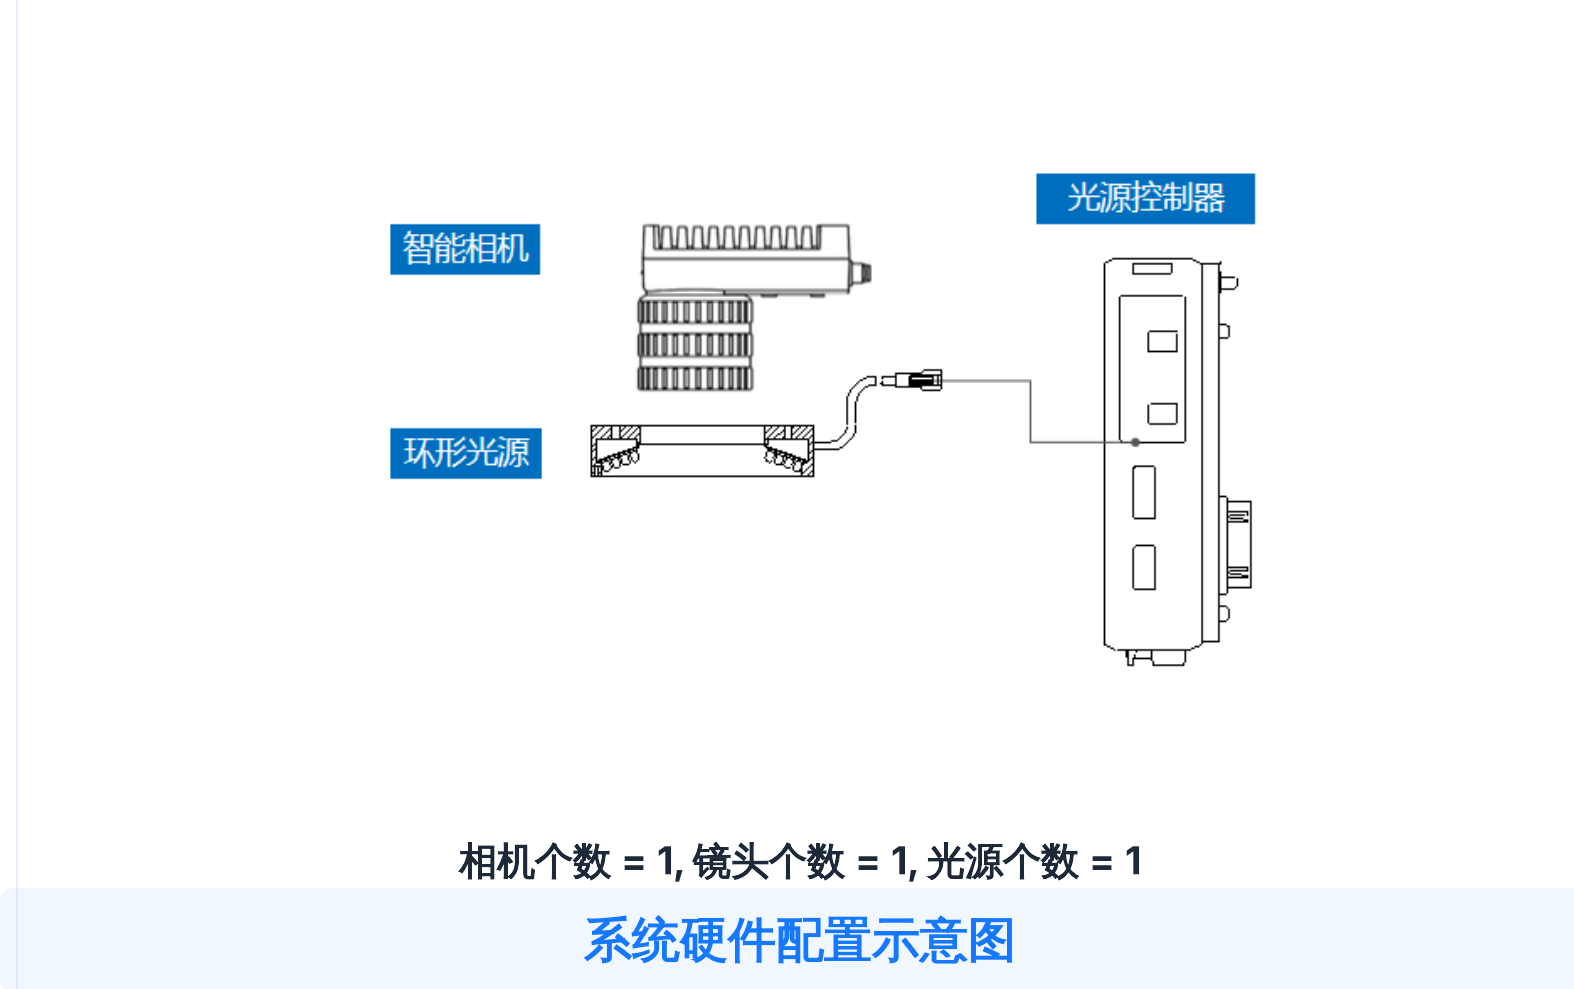 光源控制器
智能相机
环形光源
相机个数 = 1, 镜头个数 = 1, 光源个数 = 1
系统硬件配置示意图